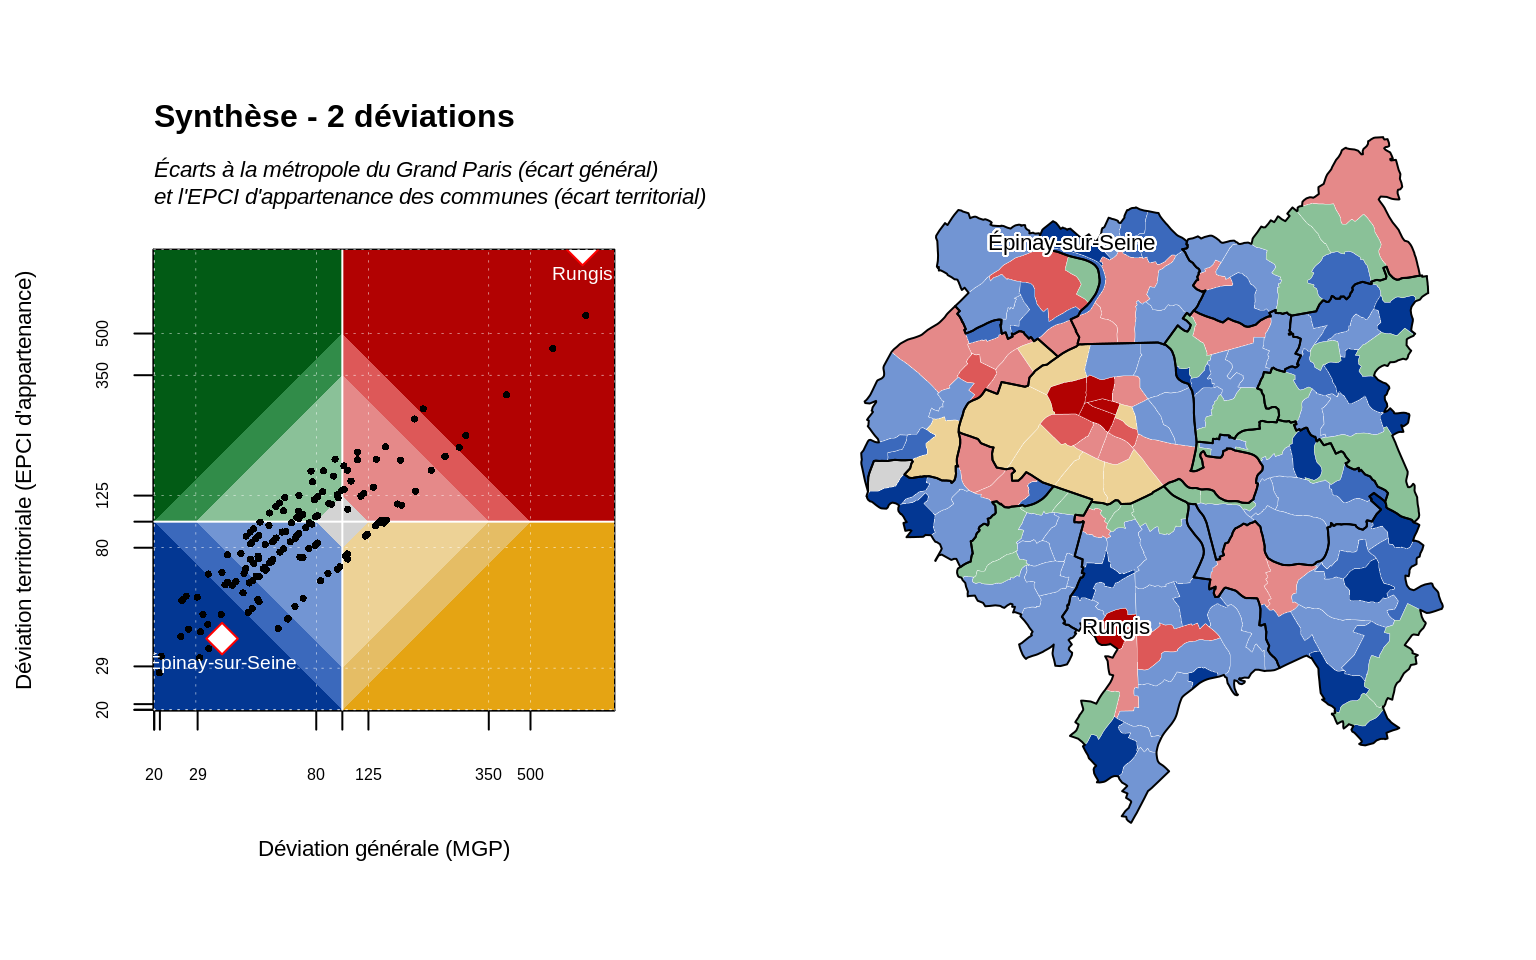 Synthèse - 2 déviations
Écarts à la métropole du Grand Paris (écart général)
et l'EPCI d'appartenance des communes (écart territorial)
Déviation territoriale (EPCI d'appartenance)
500
350
125
80
29
20
Rungis
Épinay-sur-Seine
20 29 80 125 350 500
Déviation générale (MGP)
Épinay-sur-Seine
Rungis